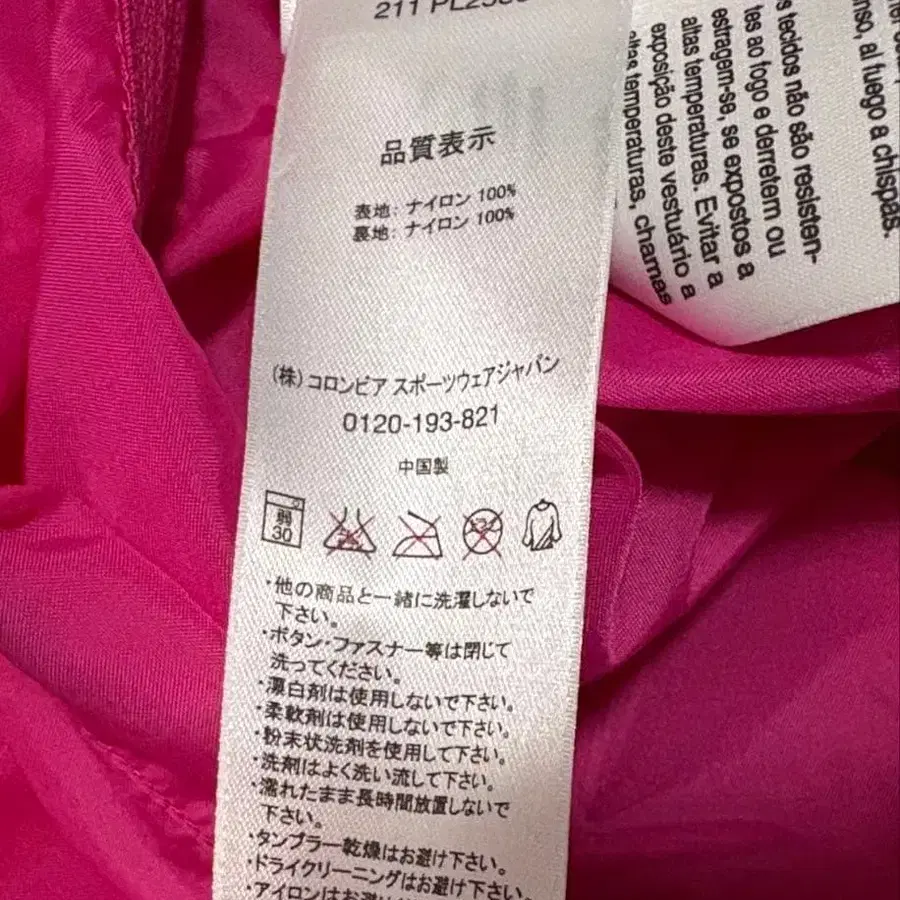 211
品質表示
表地: ナイロン 100%
裏地: ナイロン 100%
(株) コロンビア スポーツウェアジャパン
0120-193-821
中国製
弱
30
・他の商品と一緒に洗濯しないで
下さい。
・ボタン・ファスナー等は閉じて
洗ってください。
・漂白剤は使用しないで下さい。
・柔軟剤は使用しないで下さい。
・粉末状洗剤を使用して下さい。
・洗剤はよく洗い流して下さい。
・濡れたまま長時間放置しないで
下さい。
・タンブラー乾燥はお避け下さい。
・ドライクリーニングはお避け下さい。
・アイロンはお避け
nso, al fuego a chispas.
s tecidos não são resisten-
tes ao fogo e derretem ou
estragem-se, se expostos a
altas temperaturas. Evitar a
exposição deste vestuário a
altas temperaturas, chamas